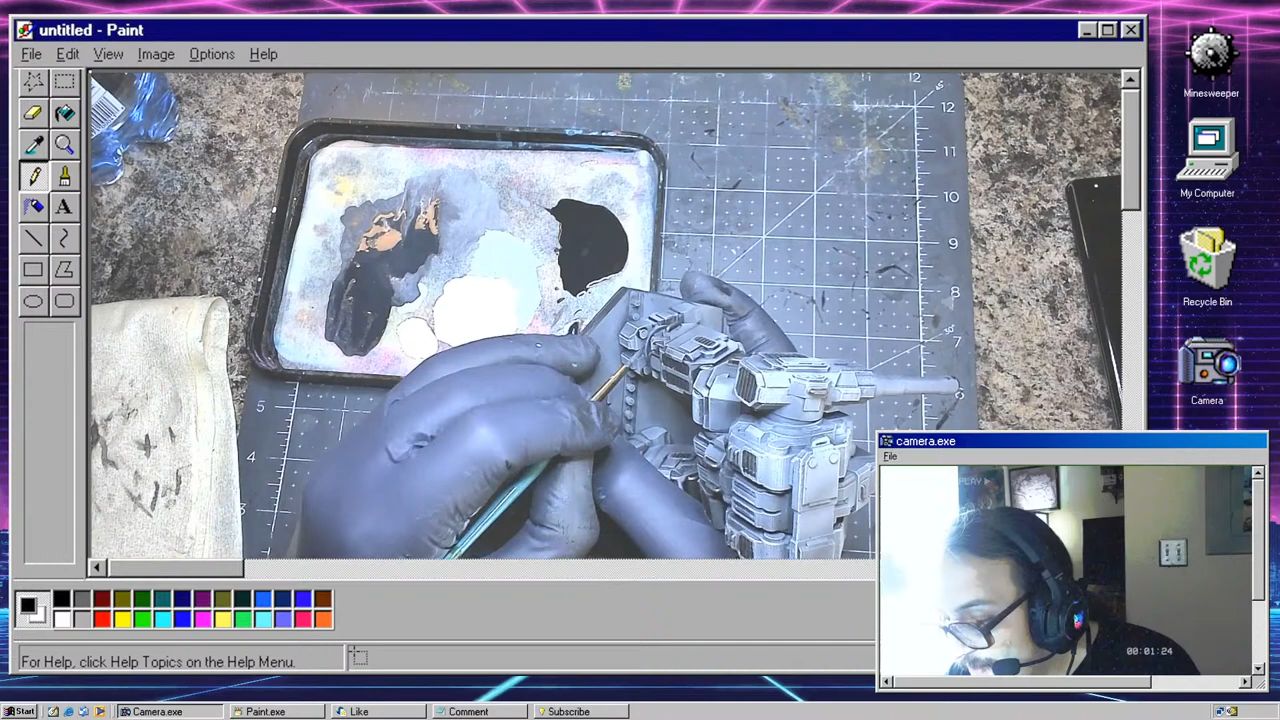 untitled - Paint
File Edit View Image Options Help
12
12
11
10
9
8
7
6
5
4
3
A
Minesweeper
My Computer
Recycle Bin
Camera
camera.exe
File
PLAY
00:01:24
For Help, click Help Topics on the Help Menu.
Start Camera.exe Paint.exe Like Comment Subscribe